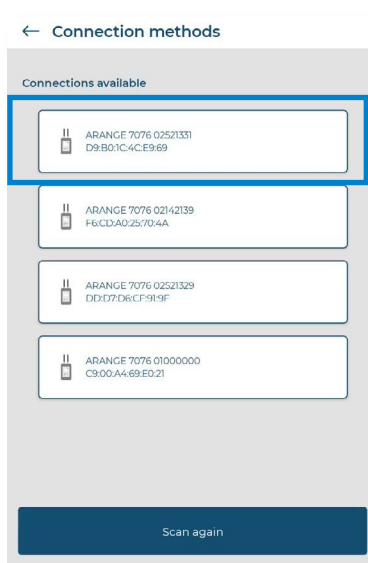 ← Connection methods
Connections available
ARANGE 7076 02521331
D9:B0:1C:4C:E9:69
ARANGE 7076 02142139
F6:CD:A0:25:70:4A
ARANGE 7076 02521329
DD:D7:D6:CF:91:9F
ARANGE 7076 01000000
C9:00:A4:69:E0:21
Scan again